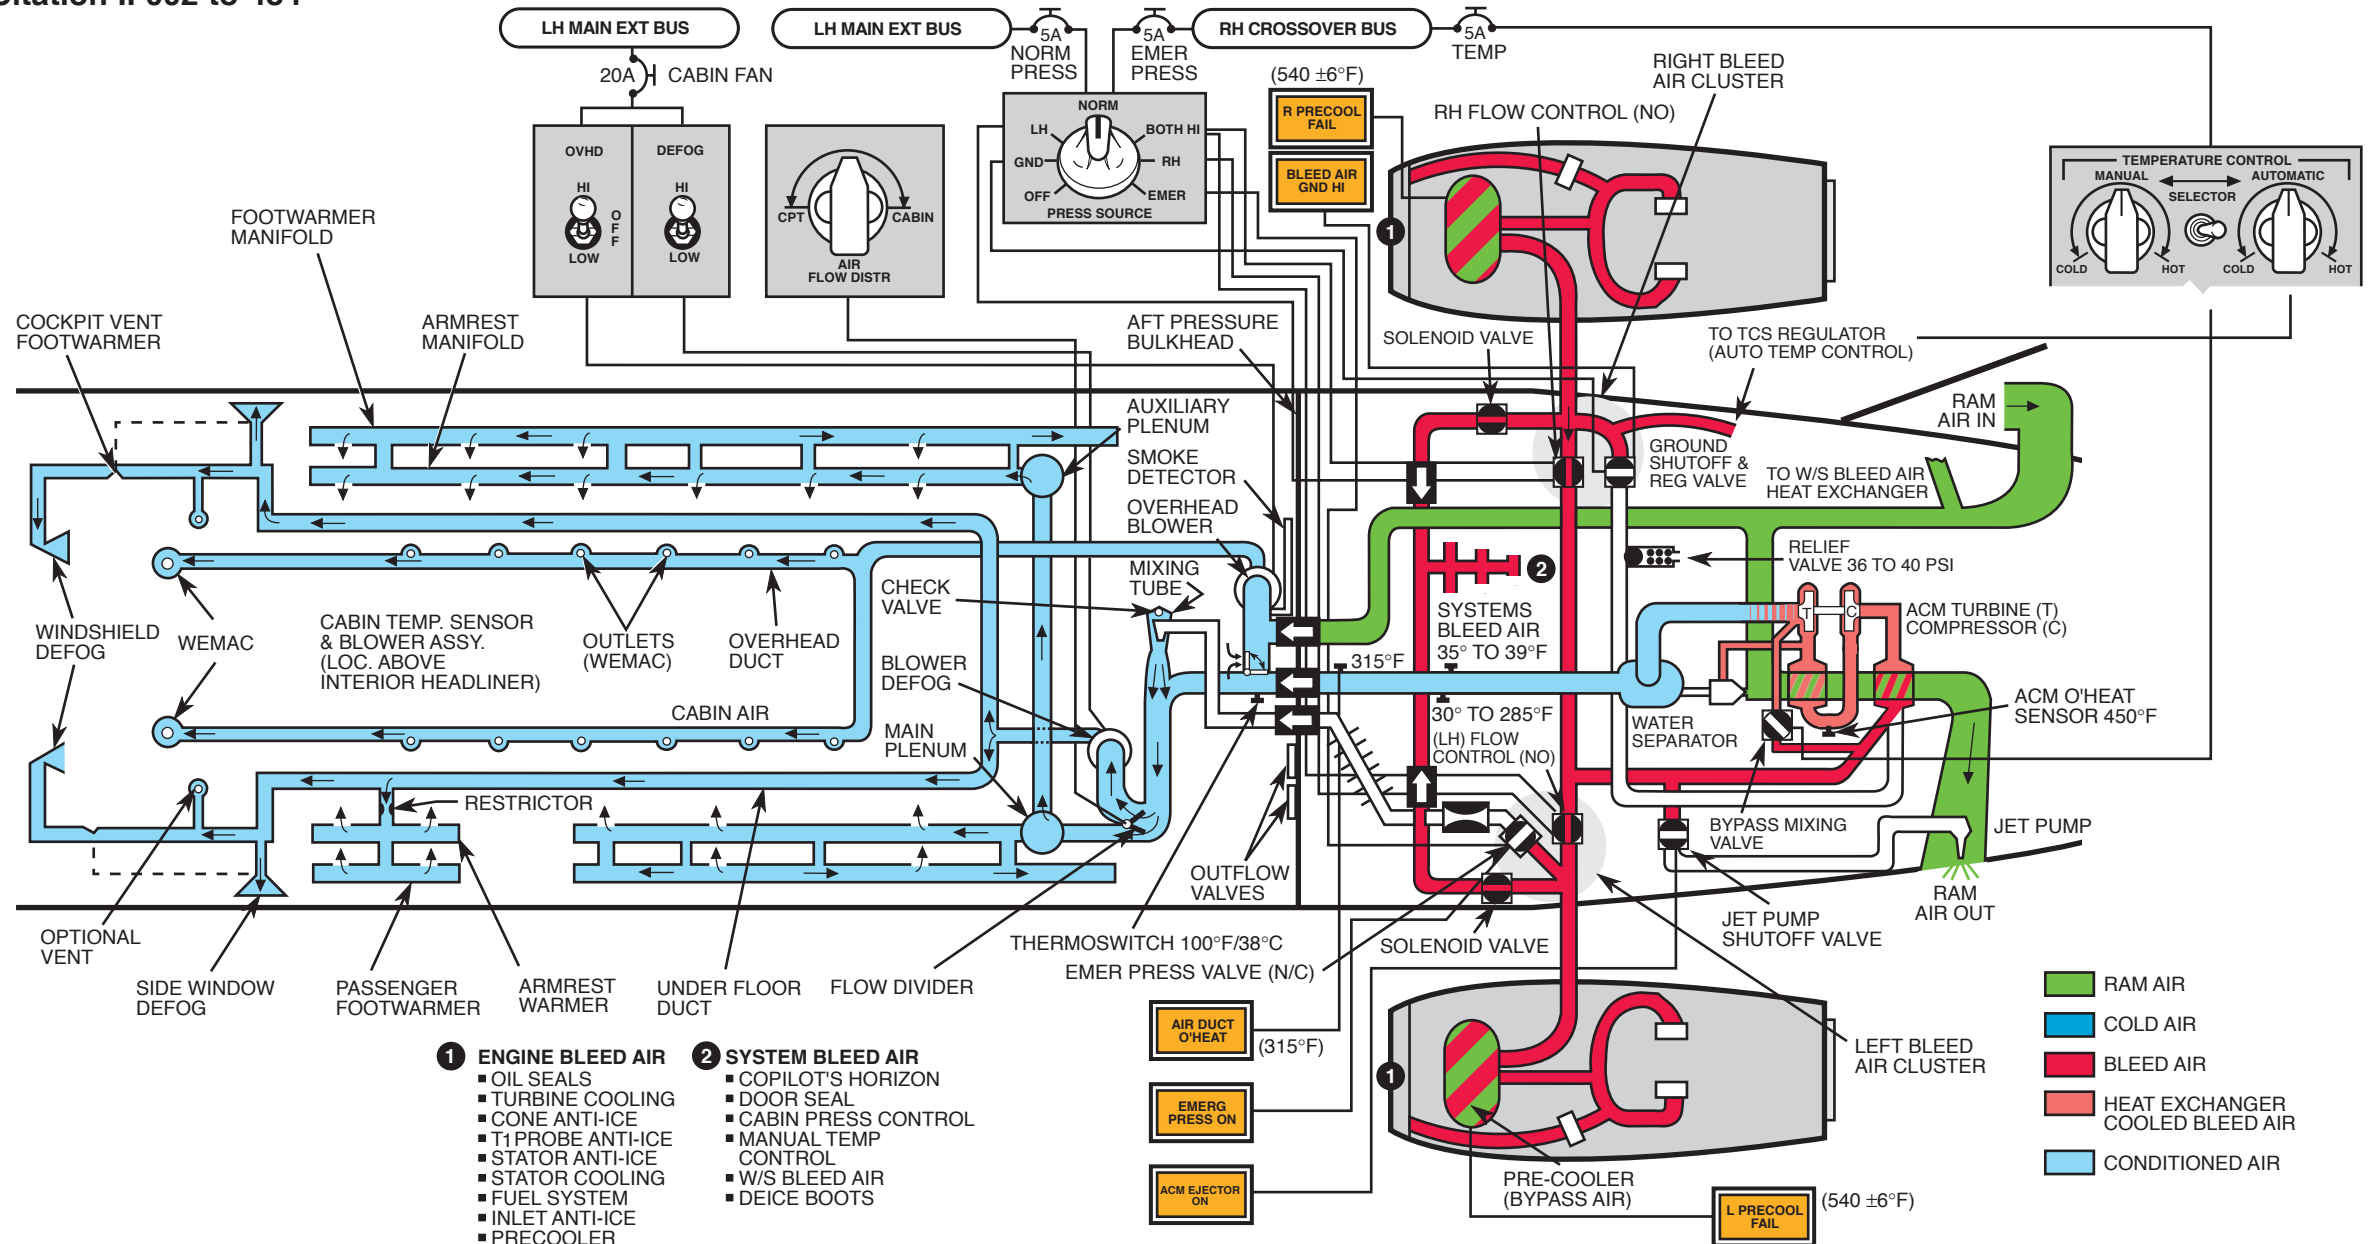 LH MAIN EXT BUS
20A
CABIN FAN
LH MAIN EXT BUS
5A
NORM
PRESS
5A
EMER
PRESS
RH CROSSOVER BUS
5A
TEMP
OVHD
HI
OFF
LOW
DEFOG
HI
LOW
CPT
CABIN
AIR
FLOW DISTR
NORM
LH
BOTH HI
GND
RH
OFF
EMER
PRESS SOURCE
(540 ±6°F)
R PRECOOL
FAIL
BLEED AIR
GND HI
RIGHT BLEED
AIR CLUSTER
RH FLOW CONTROL (NO)
TEMPERATURE CONTROL
MANUAL
AUTOMATIC
SELECTOR
COLD
HOT
COLD
HOT
1
FOOTWARMER
MANIFOLD
COCKPIT VENT
FOOTWARMER
ARMREST
MANIFOLD
AFT PRESSURE
BULKHEAD
SOLENOID VALVE
TO TCS REGULATOR
(AUTO TEMP CONTROL)
AUXILIARY
PLENUM
SMOKE
DETECTOR
OVERHEAD
BLOWER
MIXING
TUBE
CHECK
VALVE
GROUND
SHUTOFF &
REG VALVE
RAM
AIR IN
TO W/S BLEED AIR
HEAT EXCHANGER
RELIEF
VALVE 36 TO 40 PSI
2
SYSTEMS
BLEED AIR
35° TO 39°F
T
C
ACM TURBINE (T)
COMPRESSOR (C)
WINDSHIELD
DEFOG
WEMAC
CABIN TEMP. SENSOR
& BLOWER ASSY.
(LOC. ABOVE
INTERIOR HEADLINER)
OUTLETS
(WEMAC)
OVERHEAD
DUCT
BLOWER
DEFOG
CABIN AIR
MAIN
PLENUM
315°F
30° TO 285°F
(LH) FLOW
CONTROL (NO)
WATER
SEPARATOR
ACM O'HEAT
SENSOR 450°F
RESTRICTOR
BYPASS MIXING
VALVE
JET PUMP
OUTFLOW
VALVES
RAM
AIR OUT
JET PUMP
SHUTOFF VALVE
OPTIONAL
VENT
SIDE WINDOW
DEFOG
PASSENGER
FOOTWARMER
ARMREST
WARMER
UNDER FLOOR
DUCT
FLOW DIVIDER
THERMOSWITCH 100°F/38°C
EMER PRESS VALVE (N/C)
SOLENOID VALVE
AIR DUCT
O'HEAT
(315°F)
EMERG
PRESS ON
ACM EJECTOR
ON
1
LEFT BLEED
AIR CLUSTER
PRE-COOLER
(BYPASS AIR)
L PRECOOL
FAIL
(540 ±6°F)
1 ENGINE BLEED AIR
■ OIL SEALS
■ TURBINE COOLING
■ CONE ANTI-ICE
■ T1 PROBE ANTI-ICE
■ STATOR ANTI-ICE
■ STATOR COOLING
■ FUEL SYSTEM
■ INLET ANTI-ICE
■ PRECOOLER
2 SYSTEM BLEED AIR
■ COPILOT'S HORIZON
■ DOOR SEAL
■ CABIN PRESS CONTROL
■ MANUAL TEMP
CONTROL
■ W/S BLEED AIR
■ DEICE BOOTS
RAM AIR
COLD AIR
BLEED AIR
HEAT EXCHANGER
COOLED BLEED AIR
CONDITIONED AIR